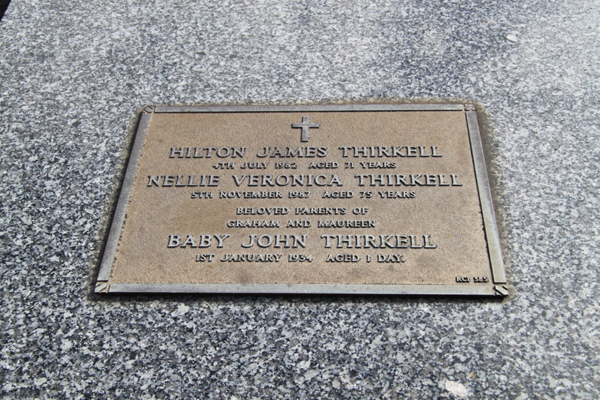 HILTON JAMES THIRKELL
4TH JULY 1982 AGED 71 YEARS
NELLIE VERONICA THIRKELL
5TH NOVEMBER 1987 AGED 75 YEARS
BELOVED PARENTS OF
GRAHAM AND MAUREEN
BABY JOHN THIRKELL
1ST JANUARY 1934 AGED 1 DAY.